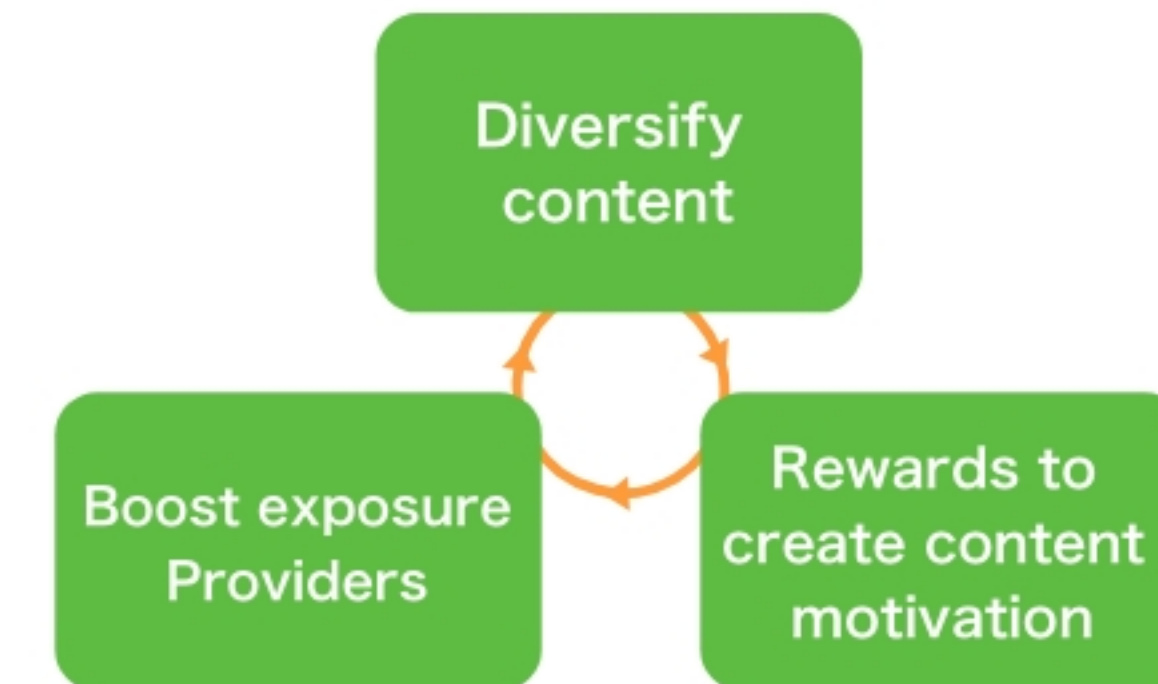 Diversify
content
Boost exposure
Providers
Rewards to
create content
motivation